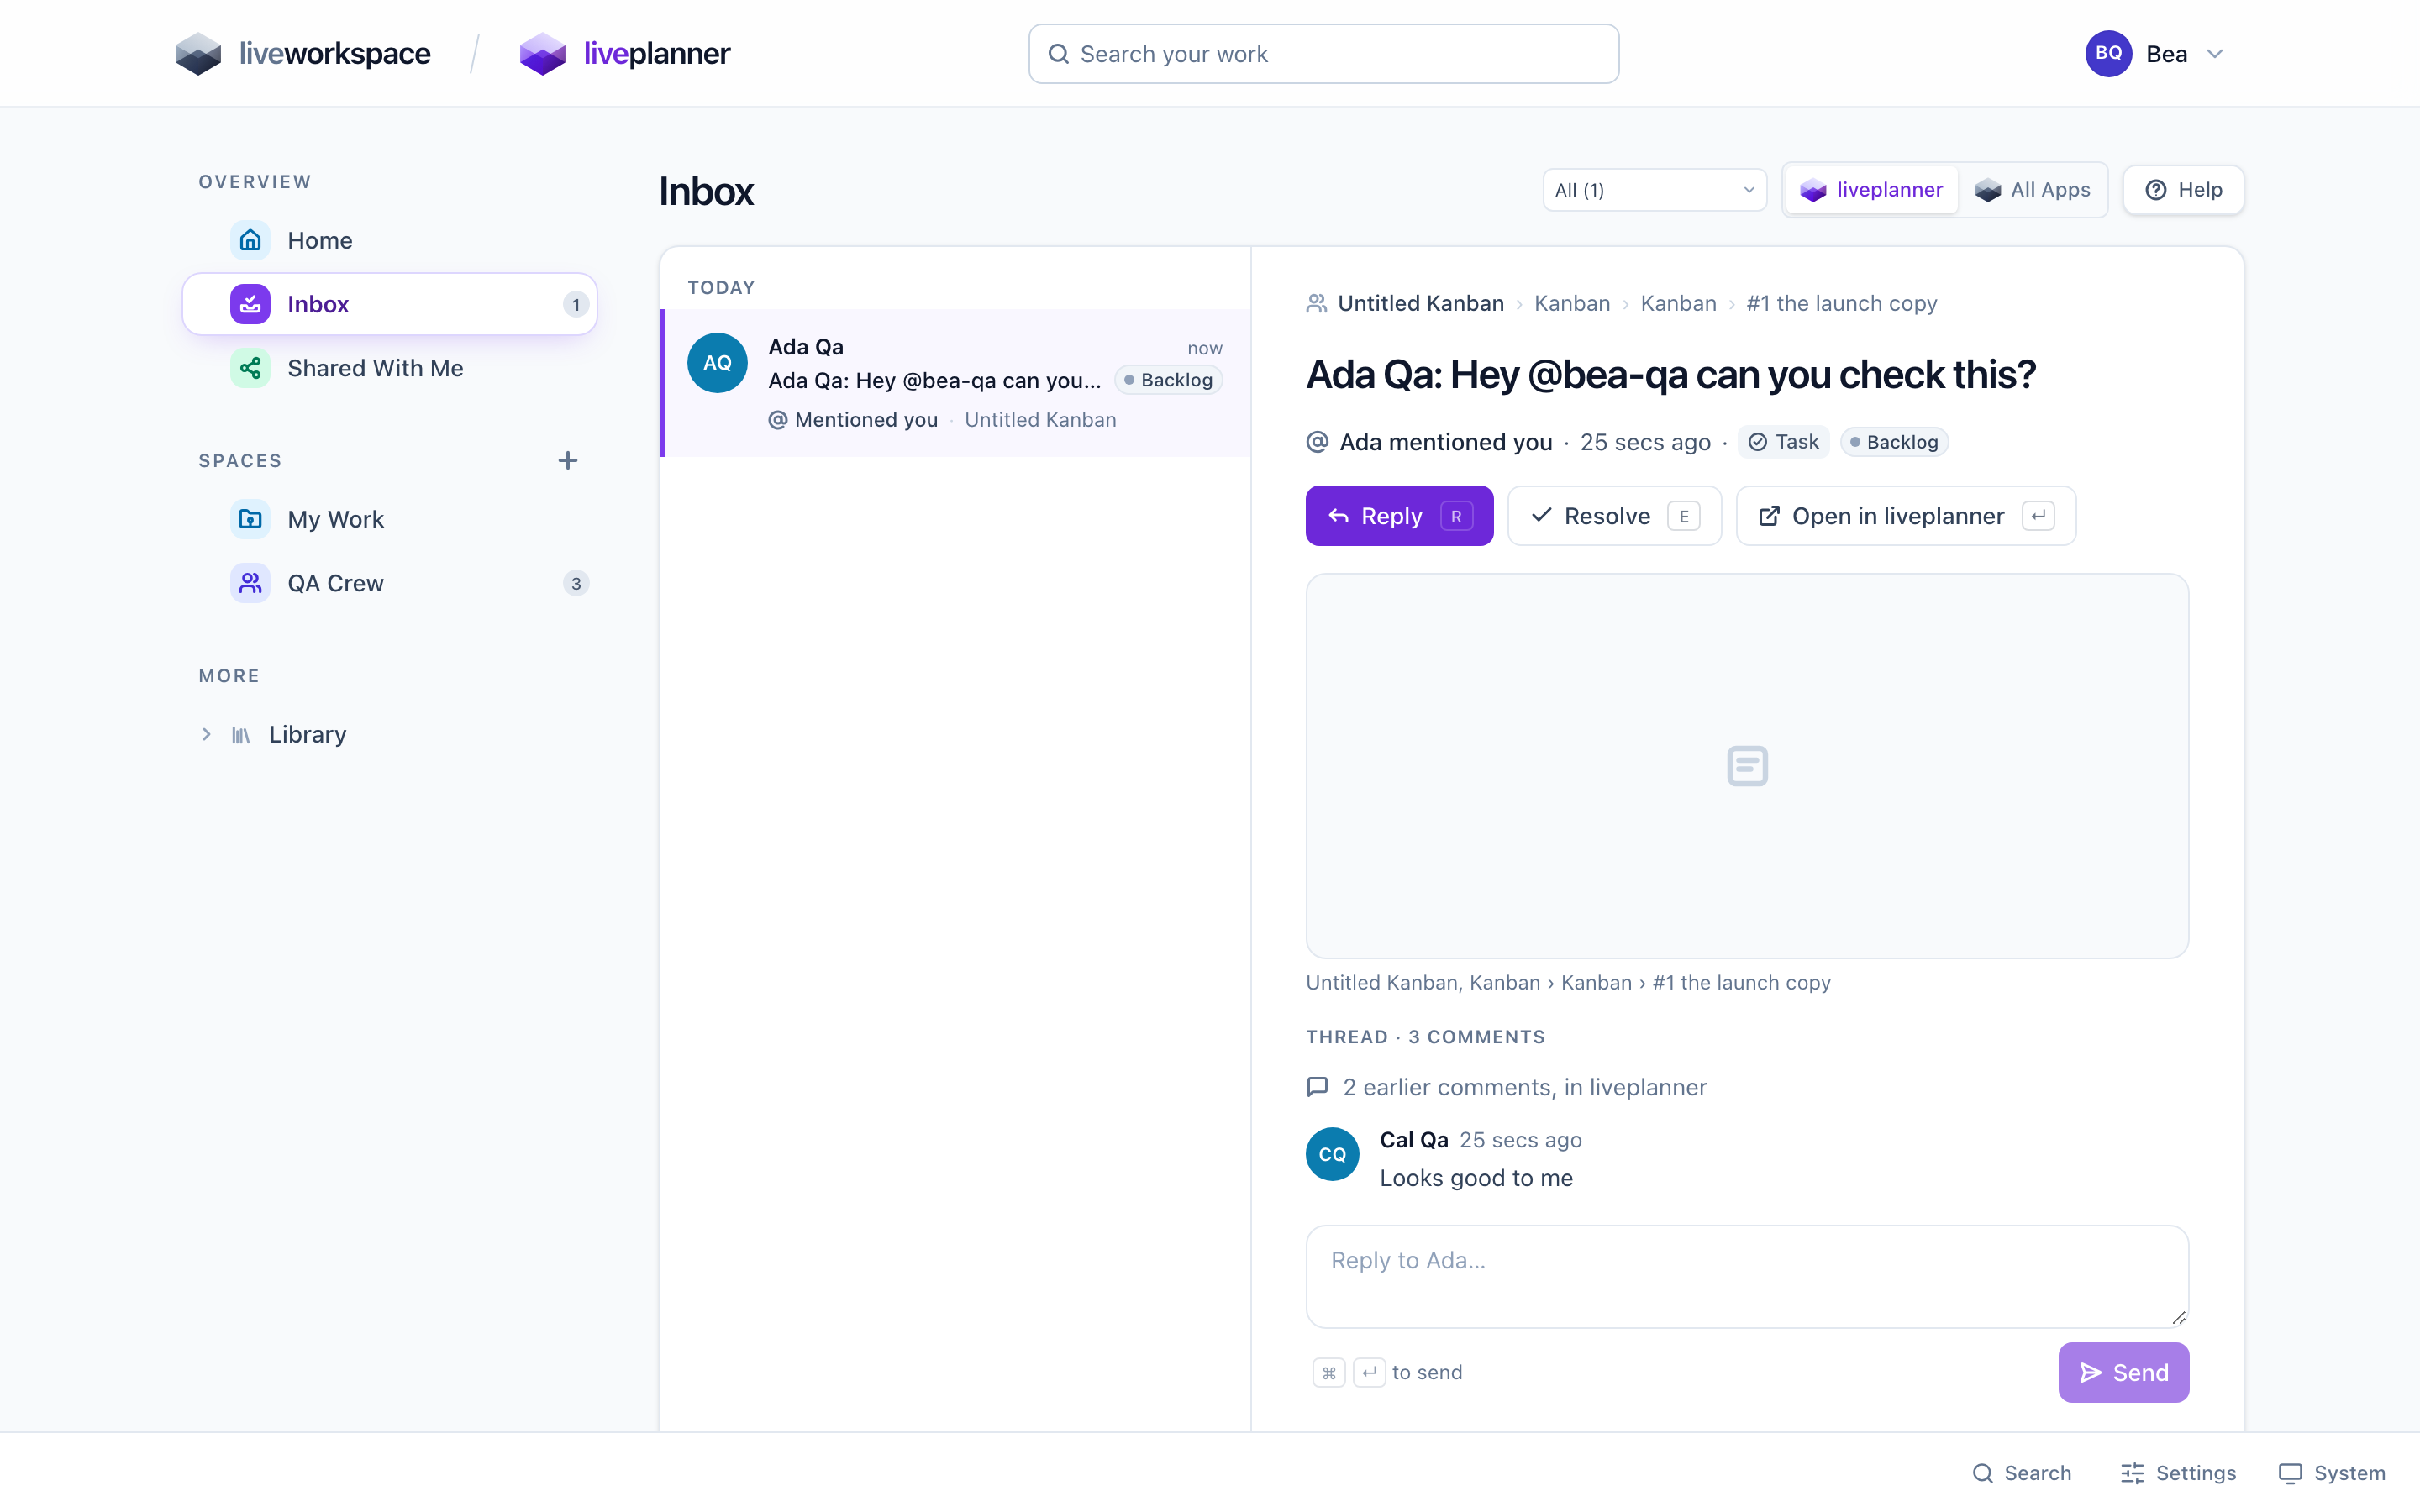 liveworkspace / liveplanner
Search your work
BQ Bea
OVERVIEW
Home
Inbox 1
Shared With Me
SPACES
My Work
QA Crew 3
MORE
Library
Inbox
All (1)
liveplanner
All Apps
Help
TODAY
AQ
Ada Qa now
Ada Qa: Hey @bea-qa can you... Backlog
@ Mentioned you · Untitled Kanban
Untitled Kanban › Kanban › Kanban › #1 the launch copy
Ada Qa: Hey @bea-qa can you check this?
@ Ada mentioned you · 25 secs ago · Task Backlog
Reply R
Resolve E
Open in liveplanner ↵
Untitled Kanban, Kanban › Kanban › #1 the launch copy
THREAD · 3 COMMENTS
2 earlier comments, in liveplanner
CQ
Cal Qa 25 secs ago
Looks good to me
Reply to Ada...
⌘ ↵ to send
Send
Search
Settings
System